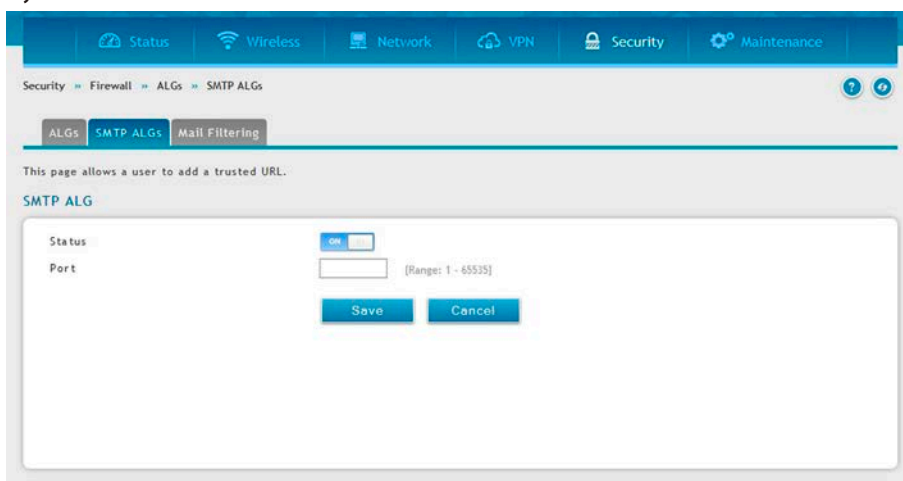 Status Wireless Network VPN Security Maintenance
Security » Firewall » ALGs » SMTP ALGs
ALGs SMTP ALGs Mail Filtering
This page allows a user to add a trusted URL.
SMTP ALG
Status ON
Port [Range: 1 - 65535]
Save Cancel